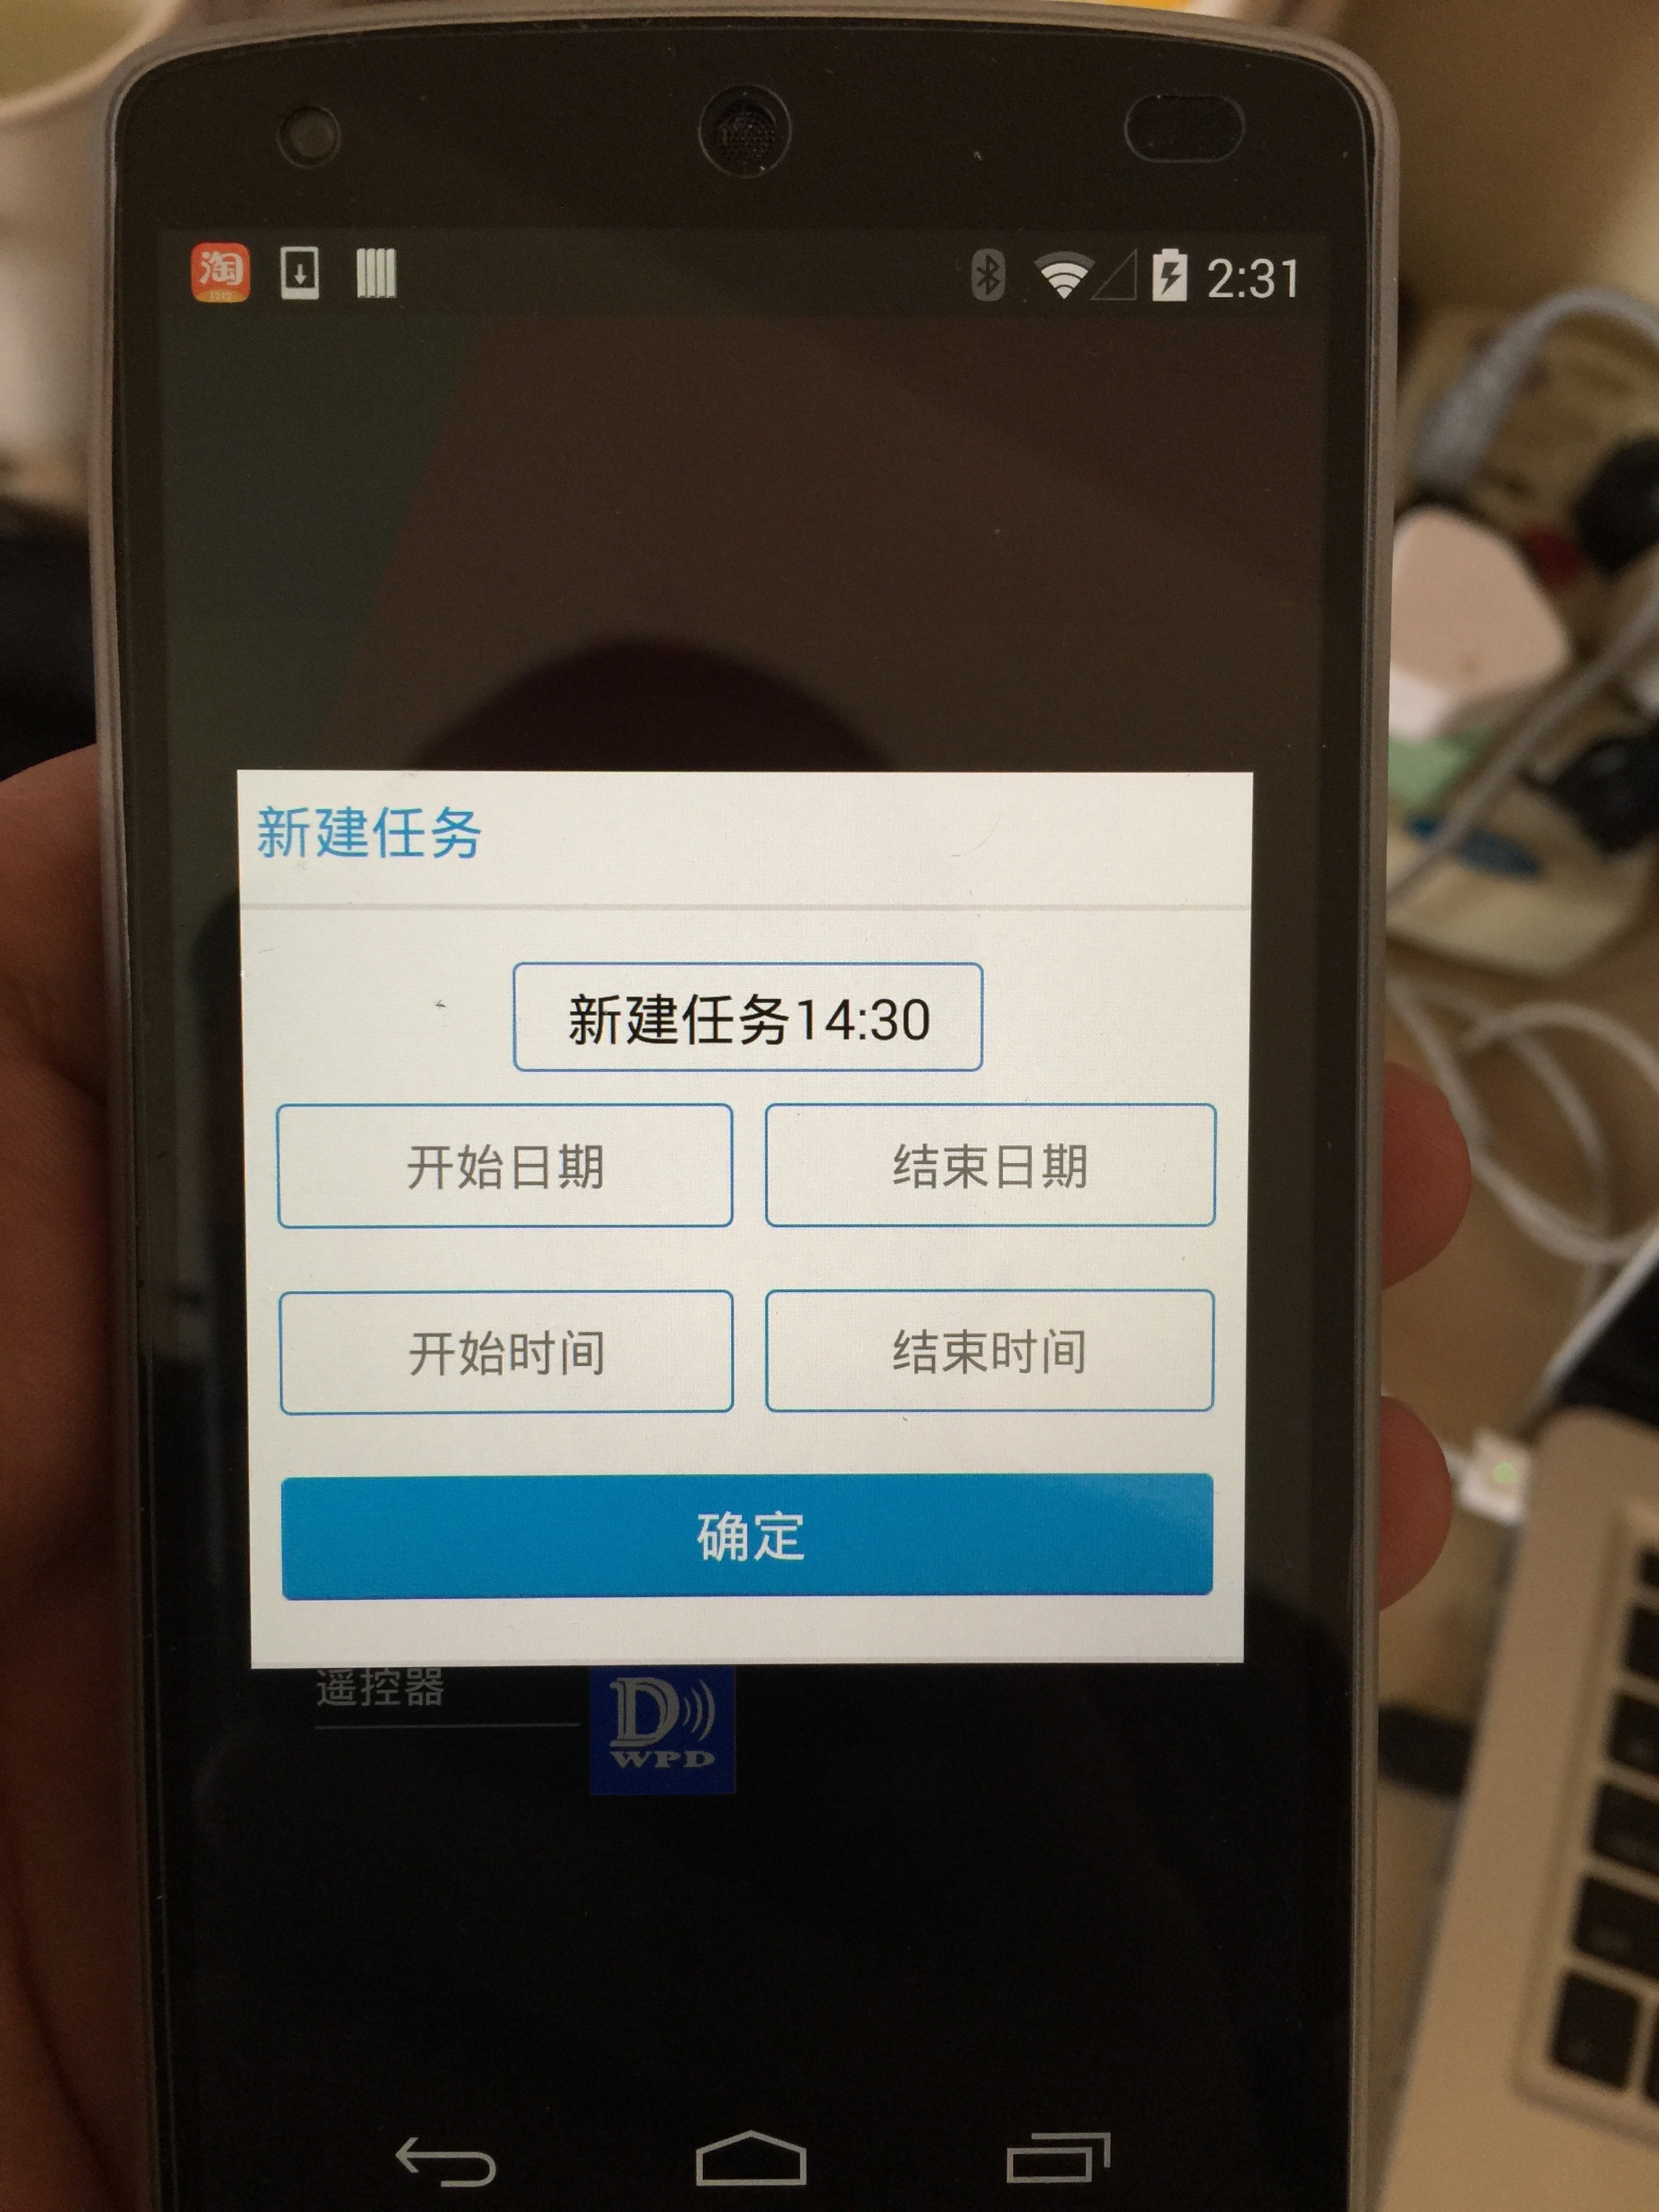 淘
1212
2:31
新建任务
新建任务14:30
开始日期 结束日期
开始时间 结束时间
确定
遥控器
D
WPD